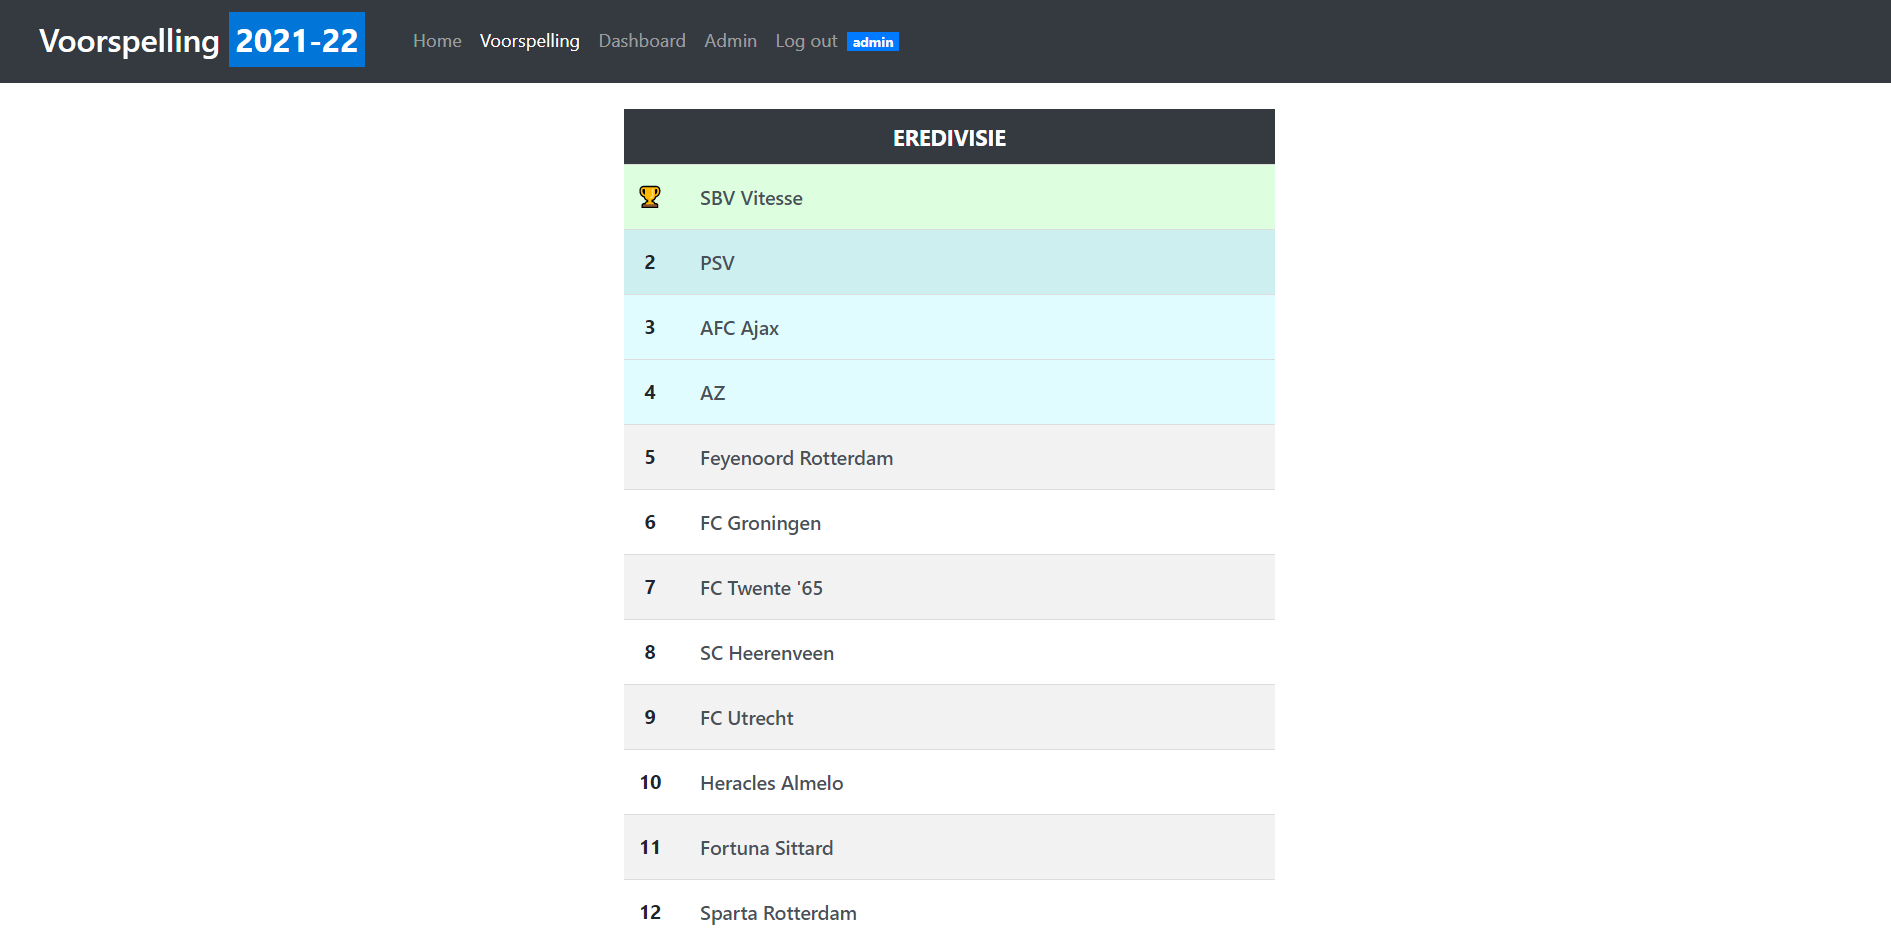 Voorspelling 2021-22 Home Voorspelling Dashboard Admin Log out admin
EREDIVISIE
SBV Vitesse
2 PSV
3 AFC Ajax
4 AZ
5 Feyenoord Rotterdam
6 FC Groningen
7 FC Twente '65
8 SC Heerenveen
9 FC Utrecht
10 Heracles Almelo
11 Fortuna Sittard
12 Sparta Rotterdam